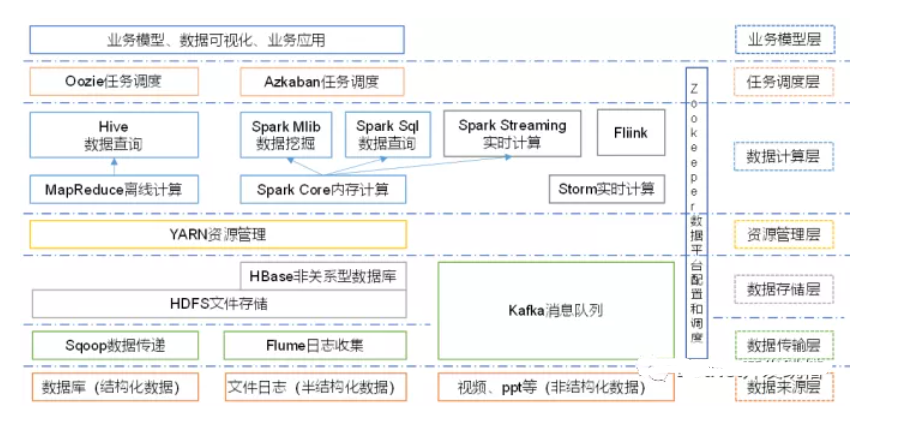 业务模型、数据可视化、业务应用
业务模型层
Oozie任务调度
Azkaban任务调度
任务调度层
Hive
数据查询
Spark Mlib
数据挖掘
Spark Sql
数据查询
Spark Streaming
实时计算
Fliink
数据计算层
MapReduce离线计算
Spark Core内存计算
Storm实时计算
Zookeeper数据平台配置和调度
YARN资源管理
资源管理层
HBase非关系型数据库
HDFS文件存储
Kafka消息队列
数据存储层
Sqoop数据传递
Flume日志收集
数据传输层
数据库（结构化数据）
文件日志（半结构化数据）
视频、ppt等（非结构化数据）
数据来源层